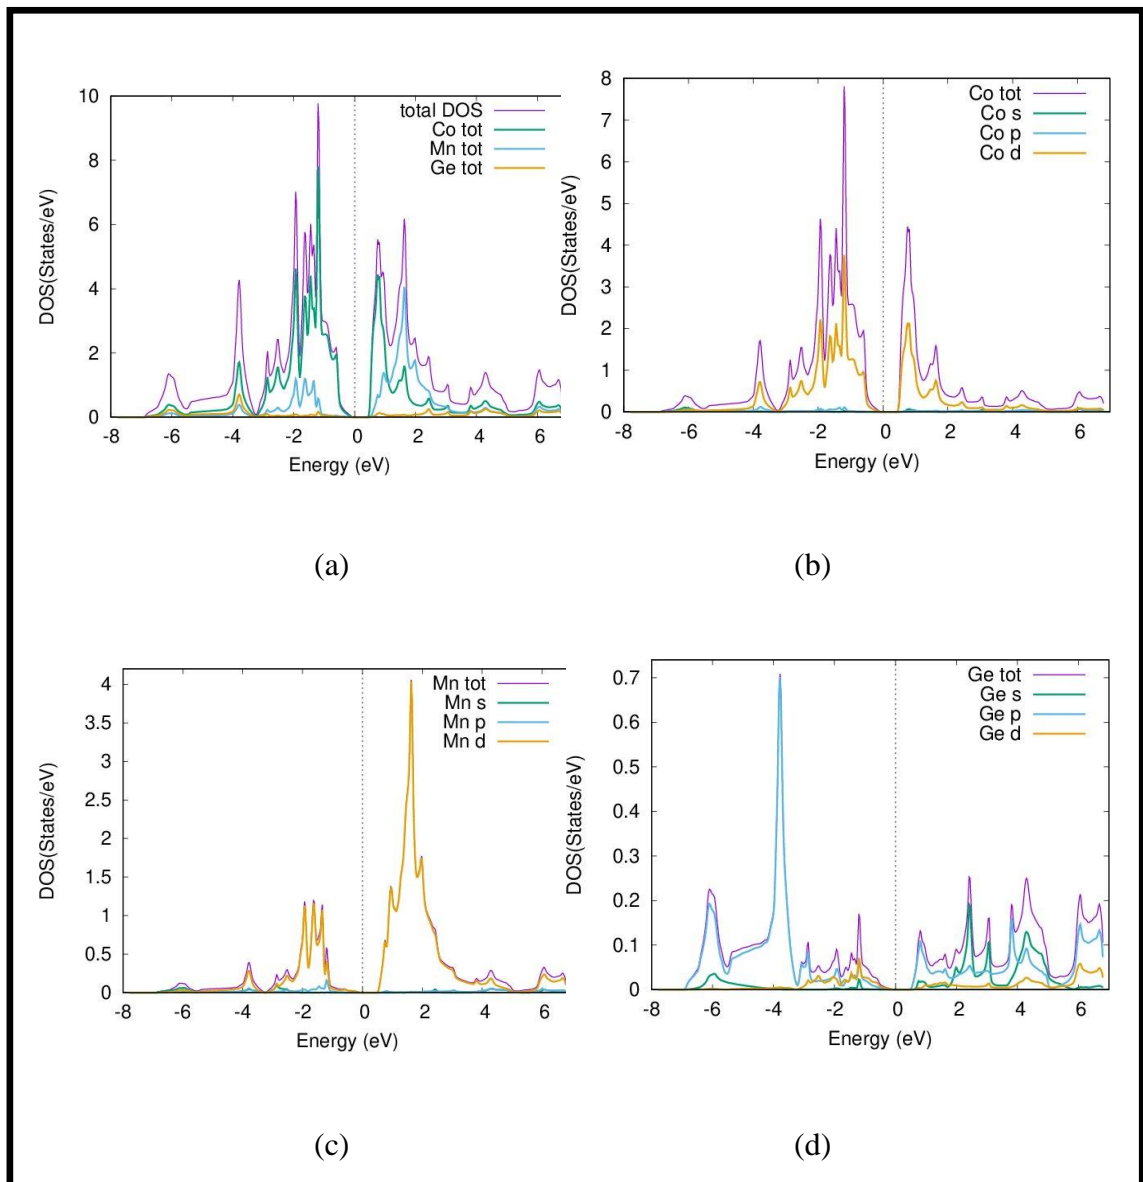 10
8
6
4
2
0
DOS(States/eV)
total DOS
Co tot
Mn tot
Ge tot
-8 -6 -4 -2 0 2 4 6
Energy (eV)
(a)
8
7
6
5
4
3
2
1
0
DOS(States/eV)
Co tot
Co s
Co p
Co d
-8 -6 -4 -2 0 2 4 6
Energy (eV)
(b)
4
3.5
3
2.5
2
1.5
1
0.5
0
DOS(States/eV)
Mn tot
Mn s
Mn p
Mn d
-8 -6 -4 -2 0 2 4 6
Energy (eV)
(c)
0.7
0.6
0.5
0.4
0.3
0.2
0.1
0
DOS(States/eV)
Ge tot
Ge s
Ge p
Ge d
-8 -6 -4 -2 0 2 4 6
Energy (eV)
(d)